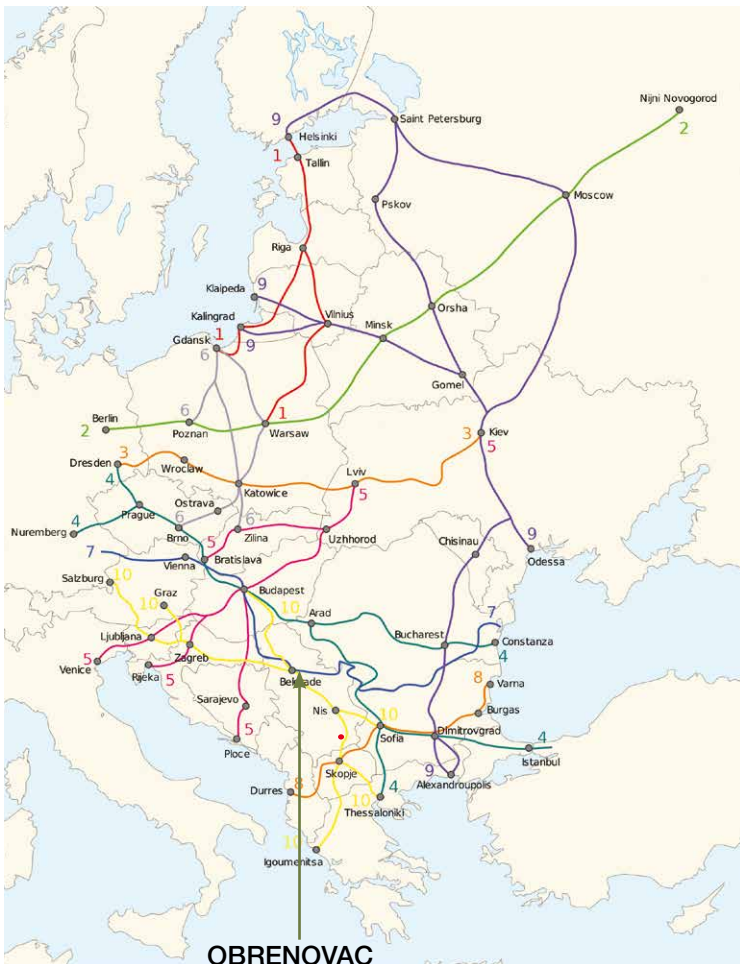 Nijni Novogorod
2
9
Saint Petersburg
Helsinki
1
Tallin
Pskov
Moscow
Riga
Klaipeda
9
Kalingrad
Vilnius
Orsha
1
Minsk
Gdansk
9
6
Gomel
Berlin
2
6
Poznan
1
Warsaw
3
Kiev
5
3
Dresden
4
Wroclaw
Lviv
5
Katowice
Ostrava
Prague
4
Nuremberg
6
Brno
6
Zilina
Uzhhorod
9
Odessa
Chisinau
5
7
Vienna
Bratislava
Salzburg
10
Graz
10
Budapest
10
Arad
7
Ljubljana
Bucharest
Constanza
4
5
Venice
Zagreb
Rijeka
5
Belgrade
8
Varna
Sarajevo
Nis
10
Burgas
5
Ploce
Sofia
DImitrovgrad
4
Istanbul
Skopje
9
Alexandroupolis
Durres
8
10
4
Thessaloniki
10
Igoumenitsa
OBRENOVAC